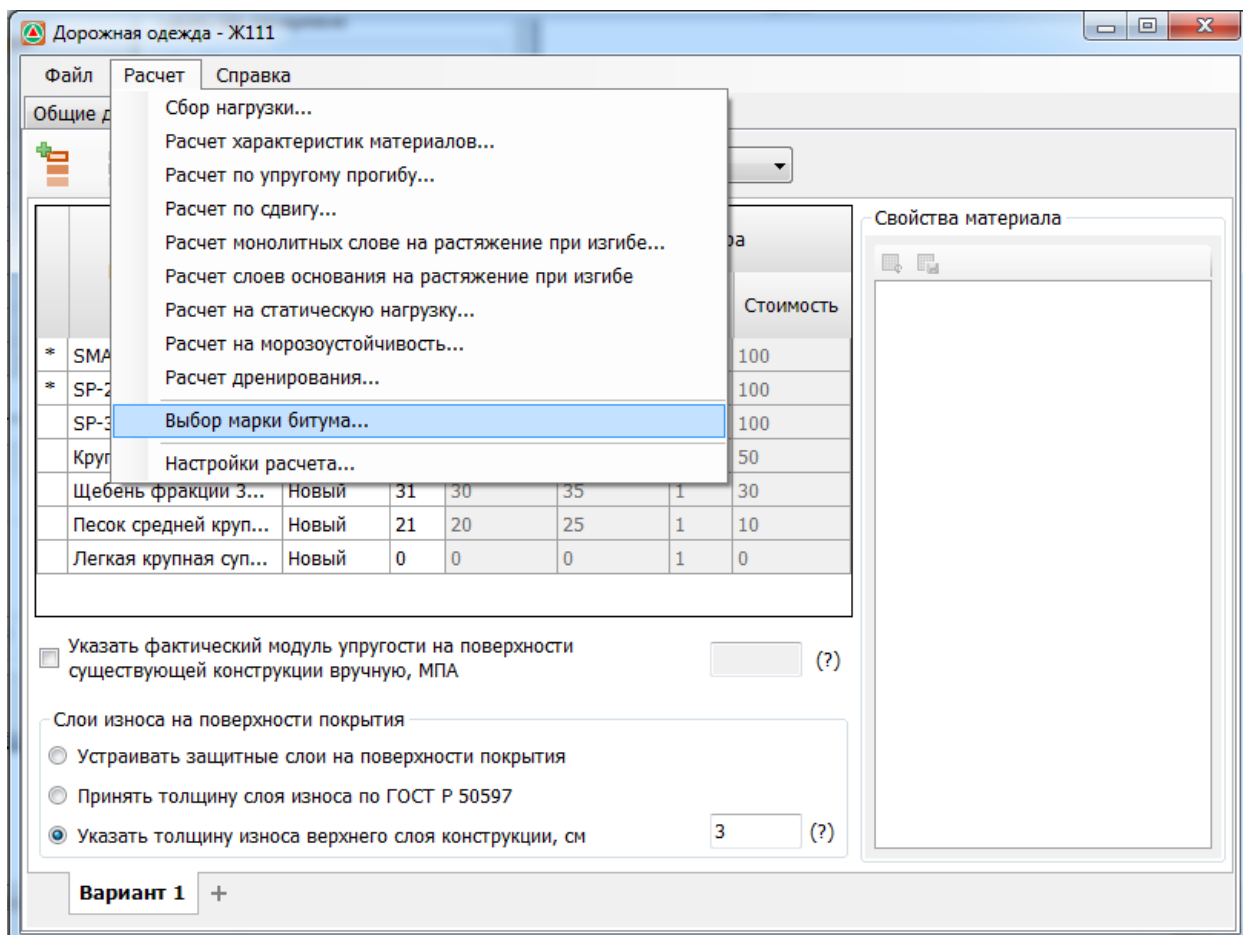 Дорожная одежда - Ж111
Файл Расчет Справка
Общие д
Сбор нагрузки...
Расчет характеристик материалов...
Расчет по упругому прогибу...
Расчет по сдвигу...
Расчет монолитных слове на растяжение при изгибе...
Расчет слоев основания на растяжение при изгибе
Расчет на статическую нагрузку...
Расчет на морозоустойчивость...
Расчет дренирования...
Выбор марки битума...
Настройки расчета...
ра
Стоимость
* SMA 100
* SP-2 100
SP-3 100
Круп 50
Щебень фракции 3... Новый 31 30 35 1 30
Песок средней круп... Новый 21 20 25 1 10
Легкая крупная суп... Новый 0 0 0 1 0
Свойства материала
Указать фактический модуль упругости на поверхности
существующей конструкции вручную, МПА (?)
Слои износа на поверхности покрытия
Устраивать защитные слои на поверхности покрытия
Принять толщину слоя износа по ГОСТ Р 50597
Указать толщину износа верхнего слоя конструкции, см 3 (?)
Вариант 1 +